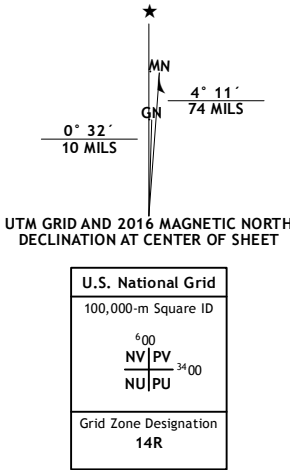 ★
MN
4° 11´
74 MILS
GN
0° 32´
10 MILS
UTM GRID AND 2016 MAGNETIC NORTH
DECLINATION AT CENTER OF SHEET
U.S. National Grid
100,000-m Square ID
⁶00
NV PV
³⁴00
NU PU
Grid Zone Designation
14R